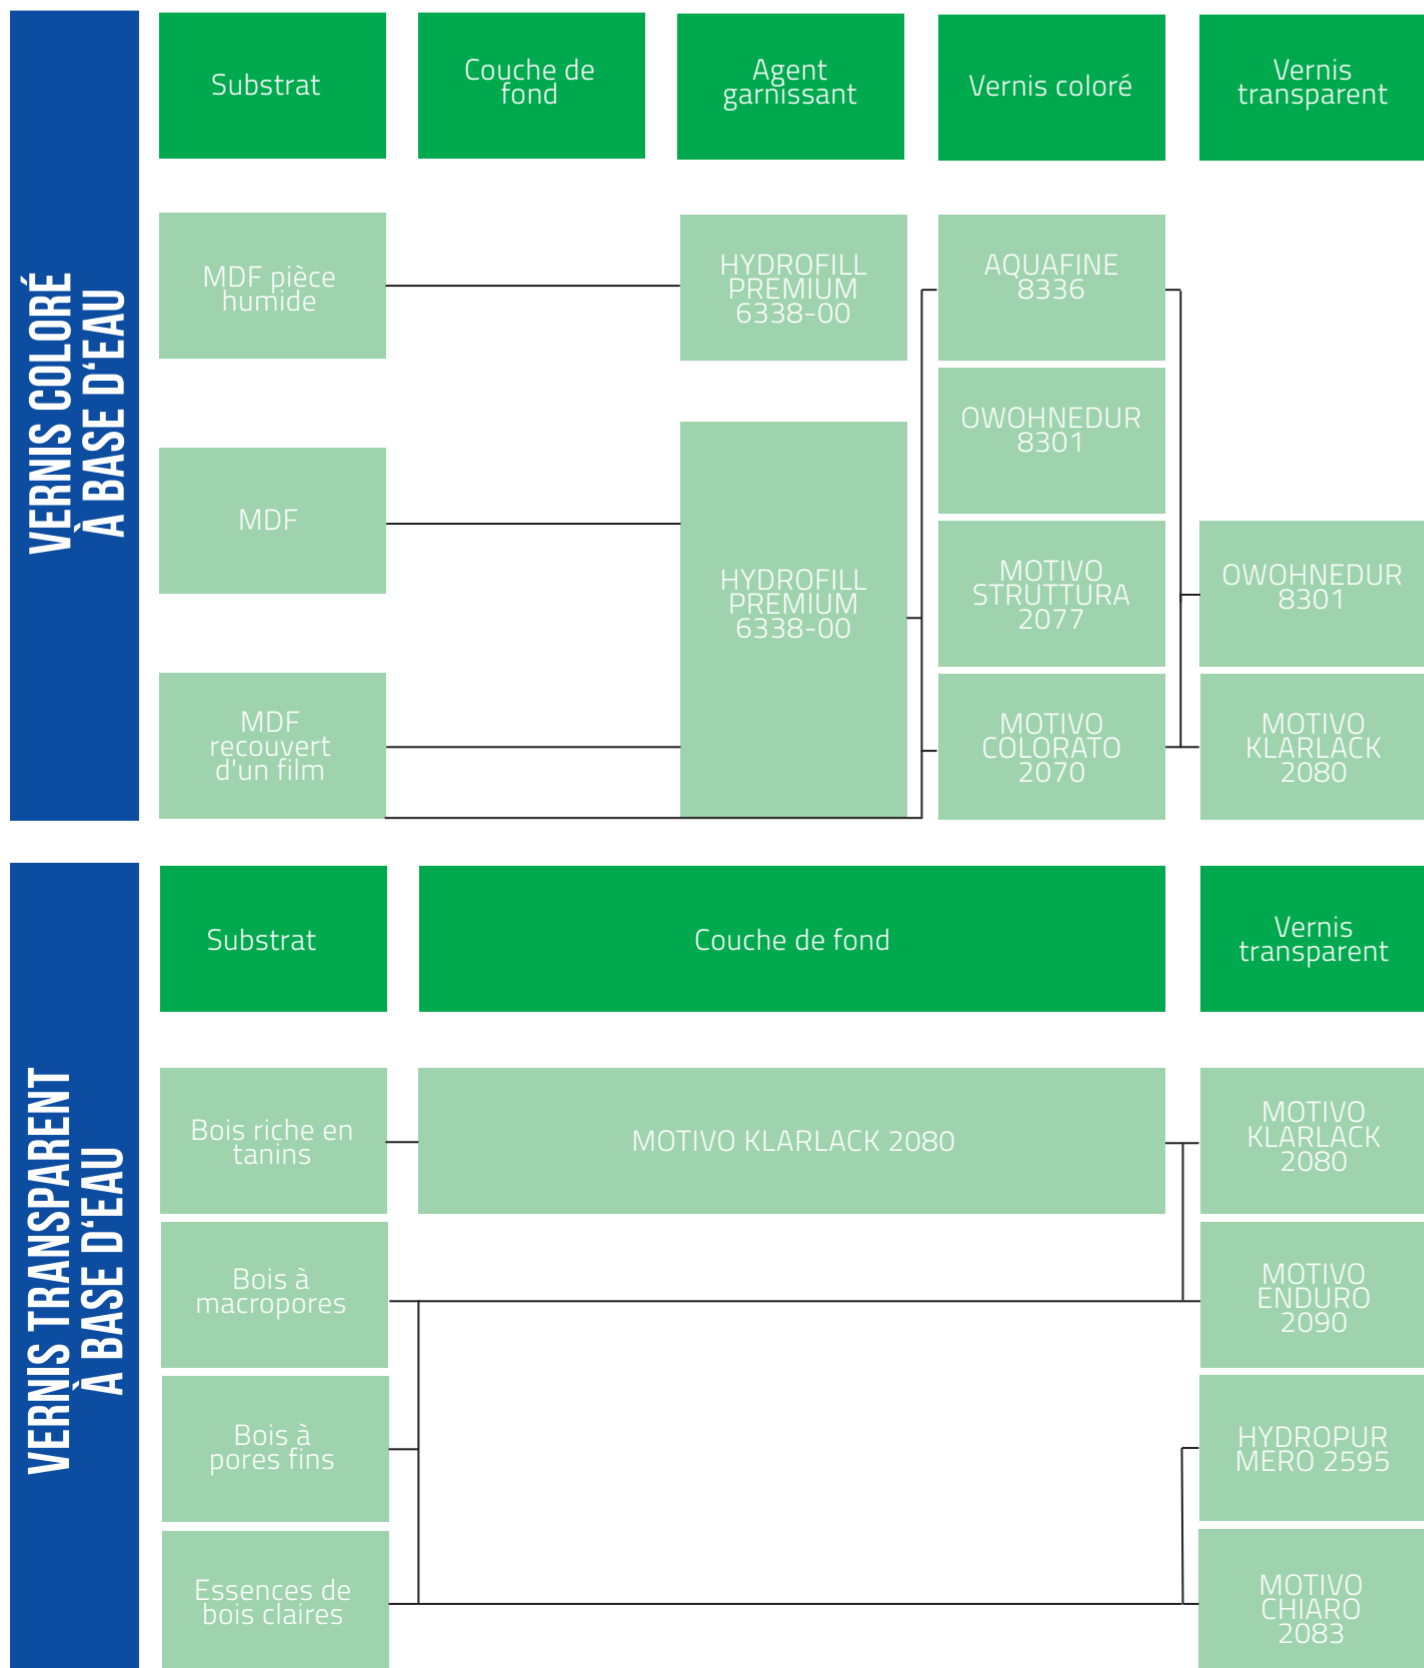 VERNIS COLORÉ
À BASE D'EAU
Substrat
Couche de
fond
Agent
garnissant
Vernis coloré
Vernis
transparent
MDF pièce
humide
HYDROFILL
PREMIUM
6338-00
AQUAFINE
8336
OWOHNEDUR
8301
MDF
HYDROFILL
PREMIUM
6338-00
MOTIVO
STRUTTURA
2077
OWOHNEDUR
8301
MDF
recouvert
d'un film
MOTIVO
COLORATO
2070
MOTIVO
KLARLACK
2080
VERNIS TRANSPARENT
À BASE D'EAU
Substrat
Couche de fond
Vernis
transparent
Bois riche en
tanins
MOTIVO KLARLACK 2080
MOTIVO
KLARLACK
2080
Bois à
macropores
MOTIVO
ENDURO
2090
Bois à
pores fins
HYDROPUR
MERO 2595
Essences de
bois claires
MOTIVO
CHIARO
2083